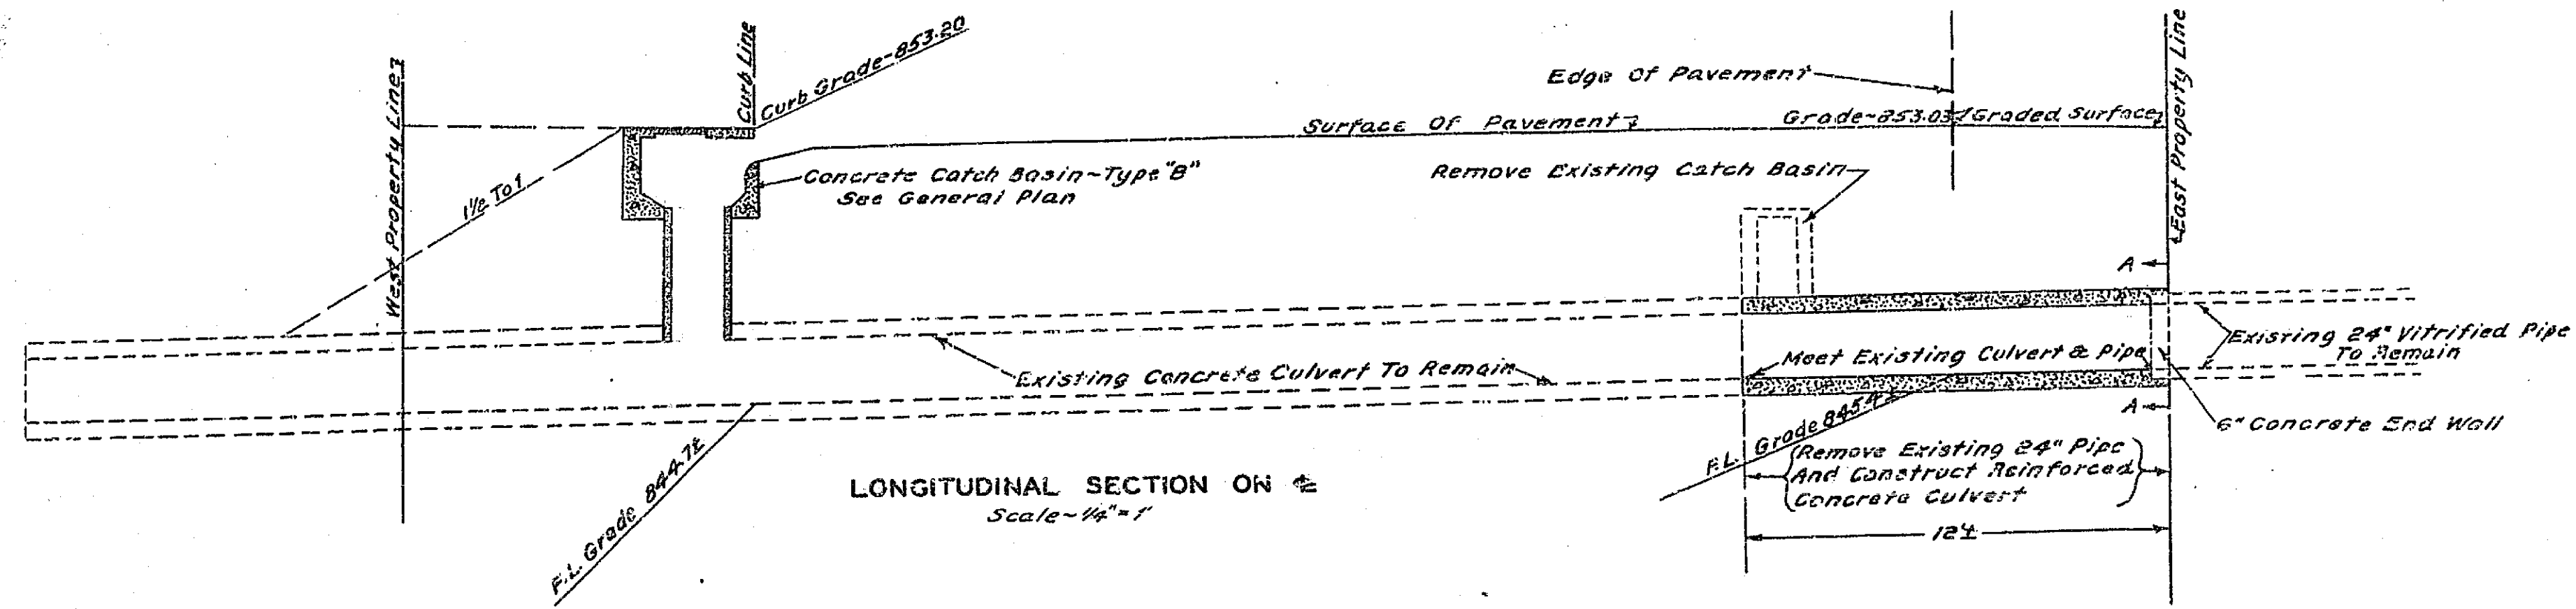 West Property Line
Curb Line
Curb Grade-853.20
Edge Of Pavement
East Property Line
Surface Of Pavement
Grade-853.03±
Graded Surface
1½ To 1
Concrete Catch Basin-Type "B"
See General Plan
Remove Existing Catch Basin
A
Existing 24" Vitrified Pipe
To Remain
Meet Existing Culvert & Pipe
Existing Concrete Culvert To Remain
A
6" Concrete End Wall
F.L. Grade 844.7±
F.L. Grade 845.4±
Remove Existing 24" Pipe
And Construct Reinforced
Concrete Culvert
LONGITUDINAL SECTION ON ℄
Scale-¼"=1'
12±